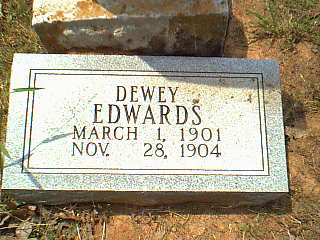 DEWEY
EDWARDS
MARCH 1, 1901
NOV. 28, 1904